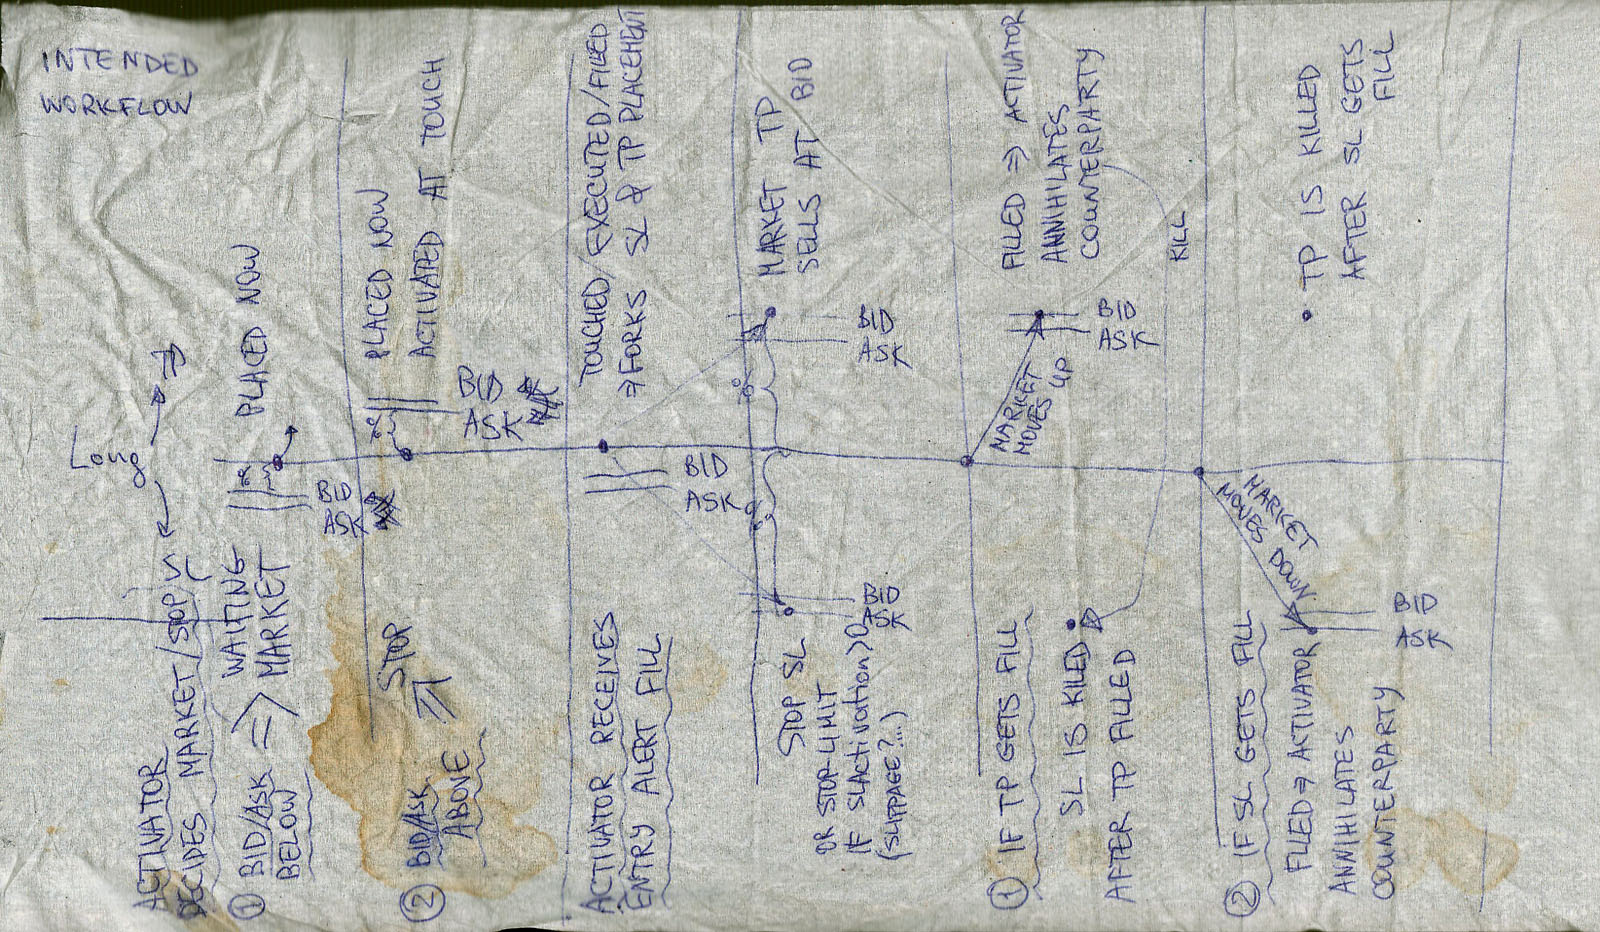 INTENDED
WORKFLOW
Long
ACTIVATOR
DECIDES MARKET/STOP
① BID/ASK
BELOW
WAITING
MARKET
PLACED NOW
%
BID
ASK
② BID/ASK
ABOVE
STOP
PLACED NOW
ACTIVATED AT TOUCH
%
BID
ASK
ACTIVATOR RECEIVES
ENTRY ALERT FILL
TOUCHED/EXECUTED/FILLED
⇒ FORKS SL & TP PLACEMENT
BID
ASK
STOP SL
OR STOP-LIMIT
IF SLActivation>0
(SLIPPAGE?...)
BID
ASK
%
%
MARKET TP
SELLS AT BID
BID
ASK
① IF TP GETS FILL
SL IS KILLED
AFTER TP FILLED
MARKET
MOVES UP
FILLED ⇒ ACTIVATOR
ANNIHILATES
COUNTERPARTY
BID
ASK
KILL
② IF SL GETS FILL
FILLED ⇒ ACTIVATOR
ANNIHILATES
COUNTERPARTY
MARKET
MOVES DOWN
BID
ASK
• TP IS KILLED
AFTER SL GETS
FILL